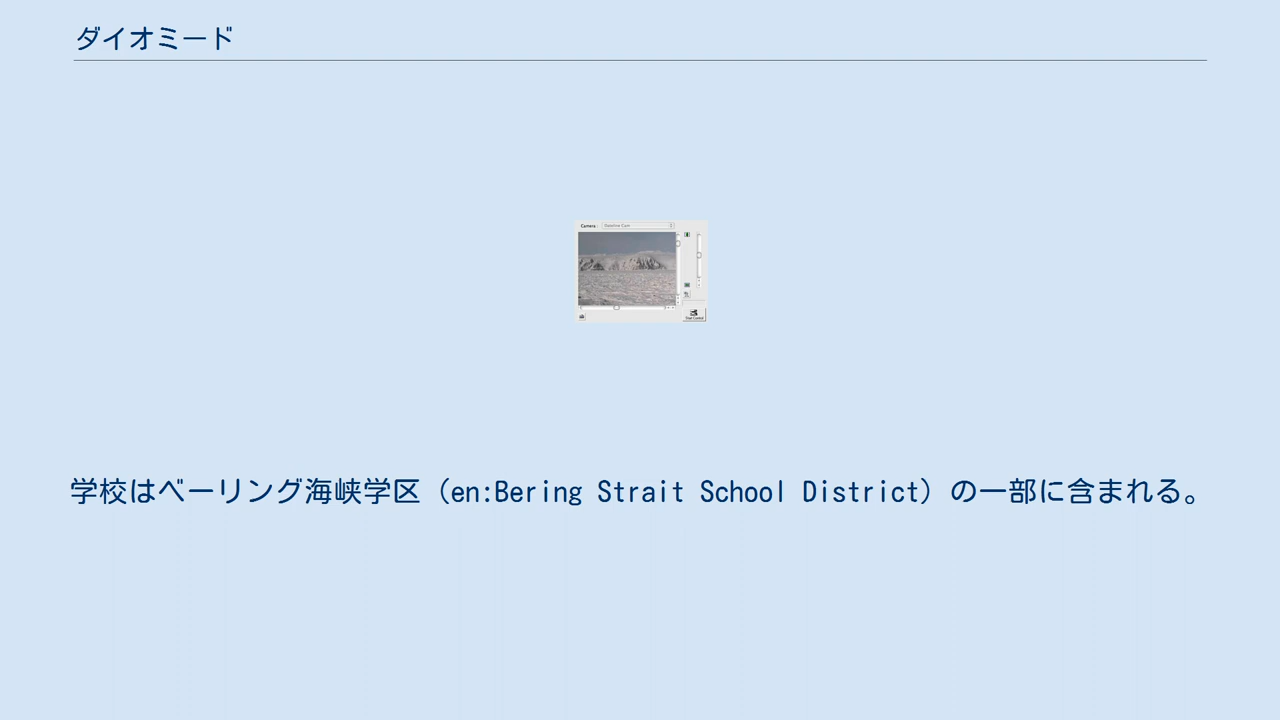 ダイオミード
Camera :
学校はベーリング海峡学区（en:Bering Strait School District）の一部に含まれる。